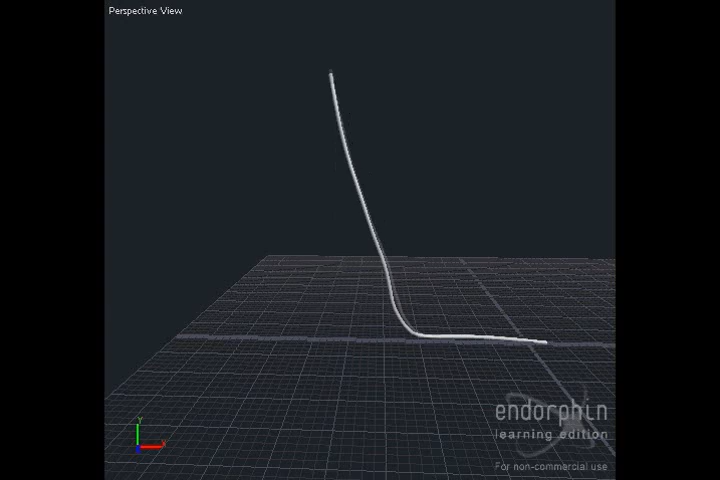 Perspective View
Y
X
endorphin
learning edition
For non-commercial use